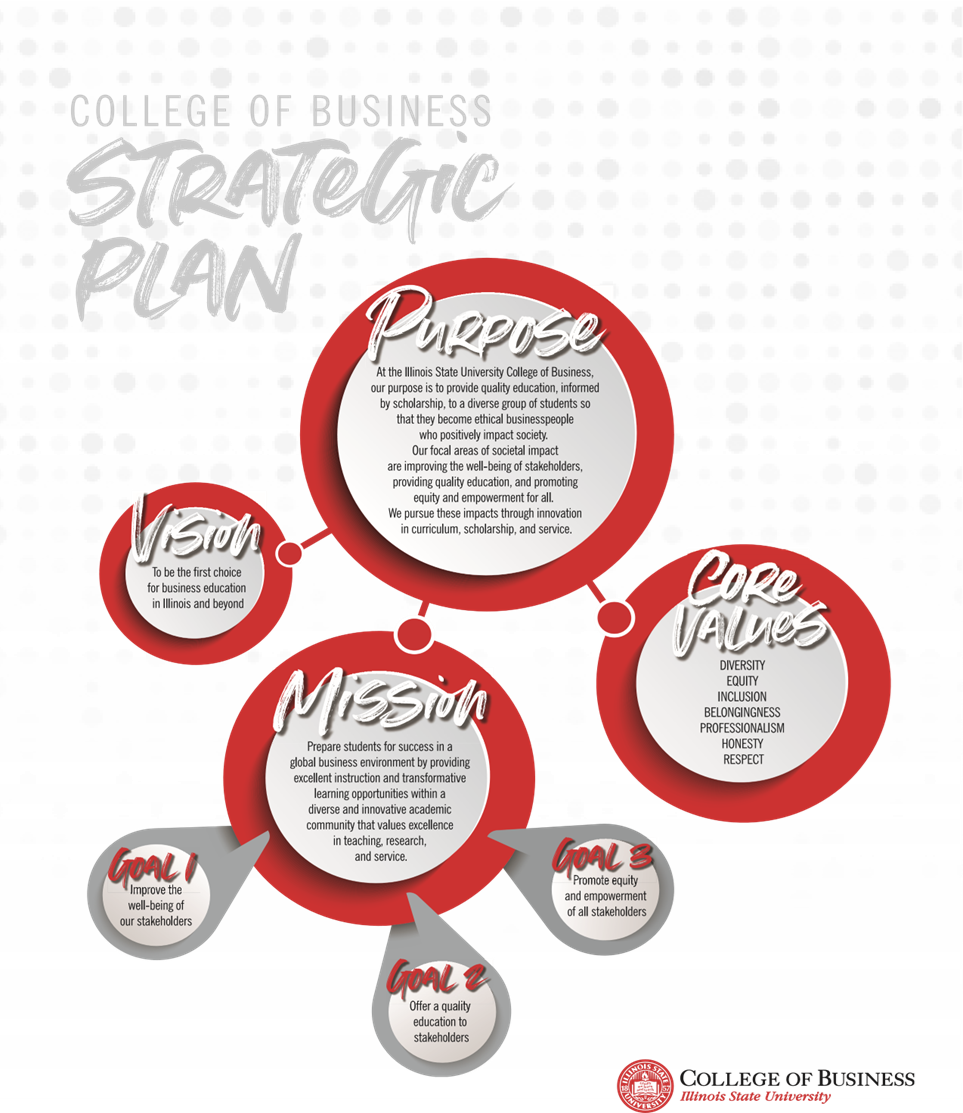 COLLEGE OF BUSINESS
STRATEGIC
PLAN
PURPOSE
At the Illinois State University College of Business,
our purpose is to provide quality education, informed
by scholarship, to a diverse group of students so
that they become ethical businesspeople
who positively impact society.
Our focal areas of societal impact
are improving the well-being of stakeholders,
providing quality education, and promoting
equity and empowerment for all.
We pursue these impacts through innovation
in curriculum, scholarship, and service.
Vision
To be the first choice
for business education
in Illinois and beyond
CORE
VALUES
DIVERSITY
EQUITY
INCLUSION
BELONGINGNESS
PROFESSIONALISM
HONESTY
RESPECT
Mission
Prepare students for success in a
global business environment by providing
excellent instruction and transformative
learning opportunities within a
diverse and innovative academic
community that values excellence
in teaching, research,
and service.
GOAL 1
Improve the
well-being of
our stakeholders
GOAL 2
Offer a quality
education to
stakeholders
GOAL 3
Promote equity
and empowerment
of all stakeholders
ILLINOIS STATE
UNIVERSITY
COLLEGE OF BUSINESS
Illinois State University